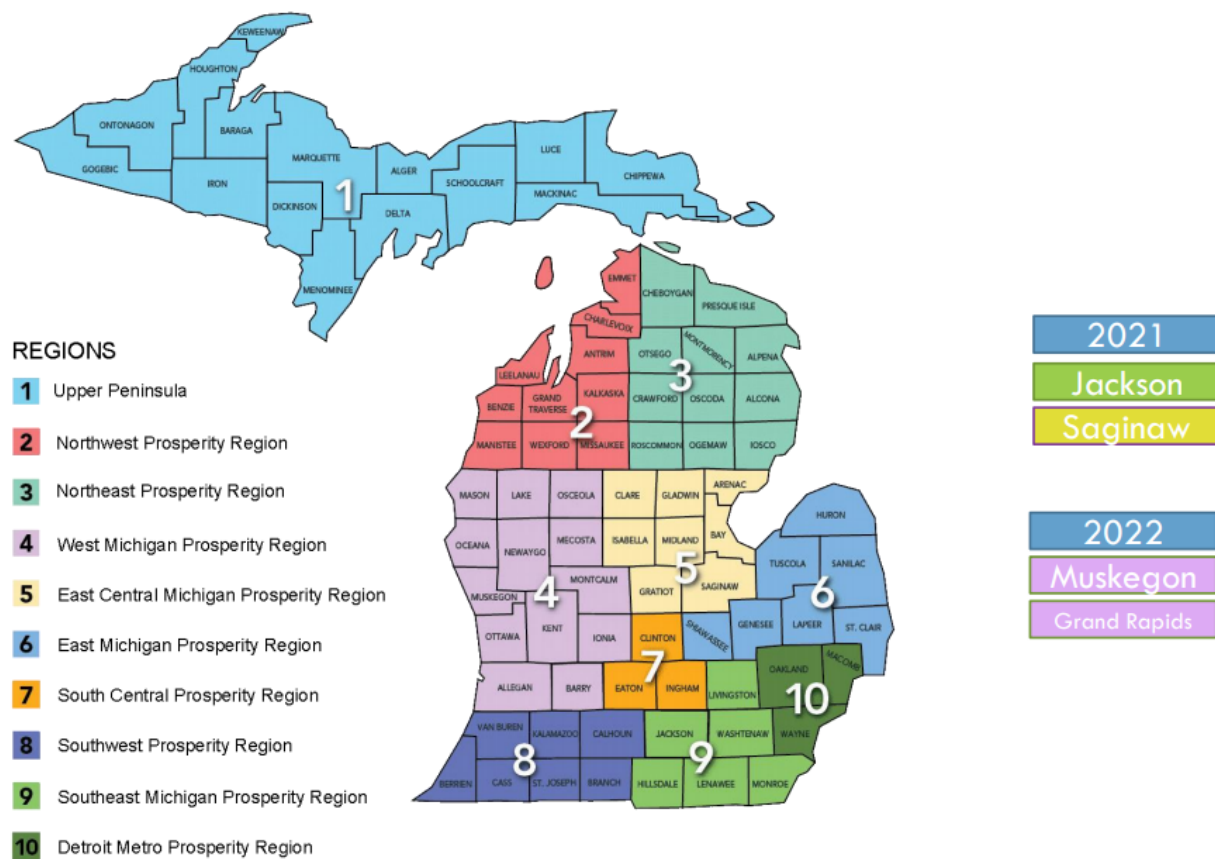 KEWEENAW
HOUGHTON
ONTONAGON
BARAGA
GOGEBIC
IRON
MARQUETTE
DICKINSON
MENOMINEE
ALGER
DELTA
SCHOOLCRAFT
LUCE
CHIPPEWA
MACKINAC
1
EMMET
CHEBOYGAN
PRESQUE ISLE
CHARLEVOIX
ANTRIM
OTSEGO
MONTMORENCY
ALPENA
LEELANAU
BENZIE
GRAND
TRAVERSE
KALKASKA
CRAWFORD
OSCODA
ALCONA
MANISTEE
WEXFORD
MISSAUKEE
ROSCOMMON
OGEMAW
IOSCO
2
3
MASON
LAKE
OSCEOLA
CLARE
GLADWIN
ARENAC
OCEANA
NEWAYGO
MECOSTA
ISABELLA
MIDLAND
BAY
HURON
MUSKEGON
MONTCALM
GRATIOT
SAGINAW
TUSCOLA
SANILAC
4
5
6
OTTAWA
KENT
IONIA
CLINTON
SHIAWASSEE
GENESEE
LAPEER
ST. CLAIR
ALLEGAN
BARRY
EATON
INGHAM
LIVINGSTON
OAKLAND
MACOMB
7
10
VAN BUREN
KALAMAZOO
CALHOUN
JACKSON
WASHTENAW
WAYNE
8
9
BERRIEN
CASS
ST. JOSEPH
BRANCH
HILLSDALE
LENAWEE
MONROE
REGIONS
1 Upper Peninsula
2 Northwest Prosperity Region
3 Northeast Prosperity Region
4 West Michigan Prosperity Region
5 East Central Michigan Prosperity Region
6 East Michigan Prosperity Region
7 South Central Prosperity Region
8 Southwest Prosperity Region
9 Southeast Michigan Prosperity Region
10 Detroit Metro Prosperity Region
2021
Jackson
Saginaw
2022
Muskegon
Grand Rapids